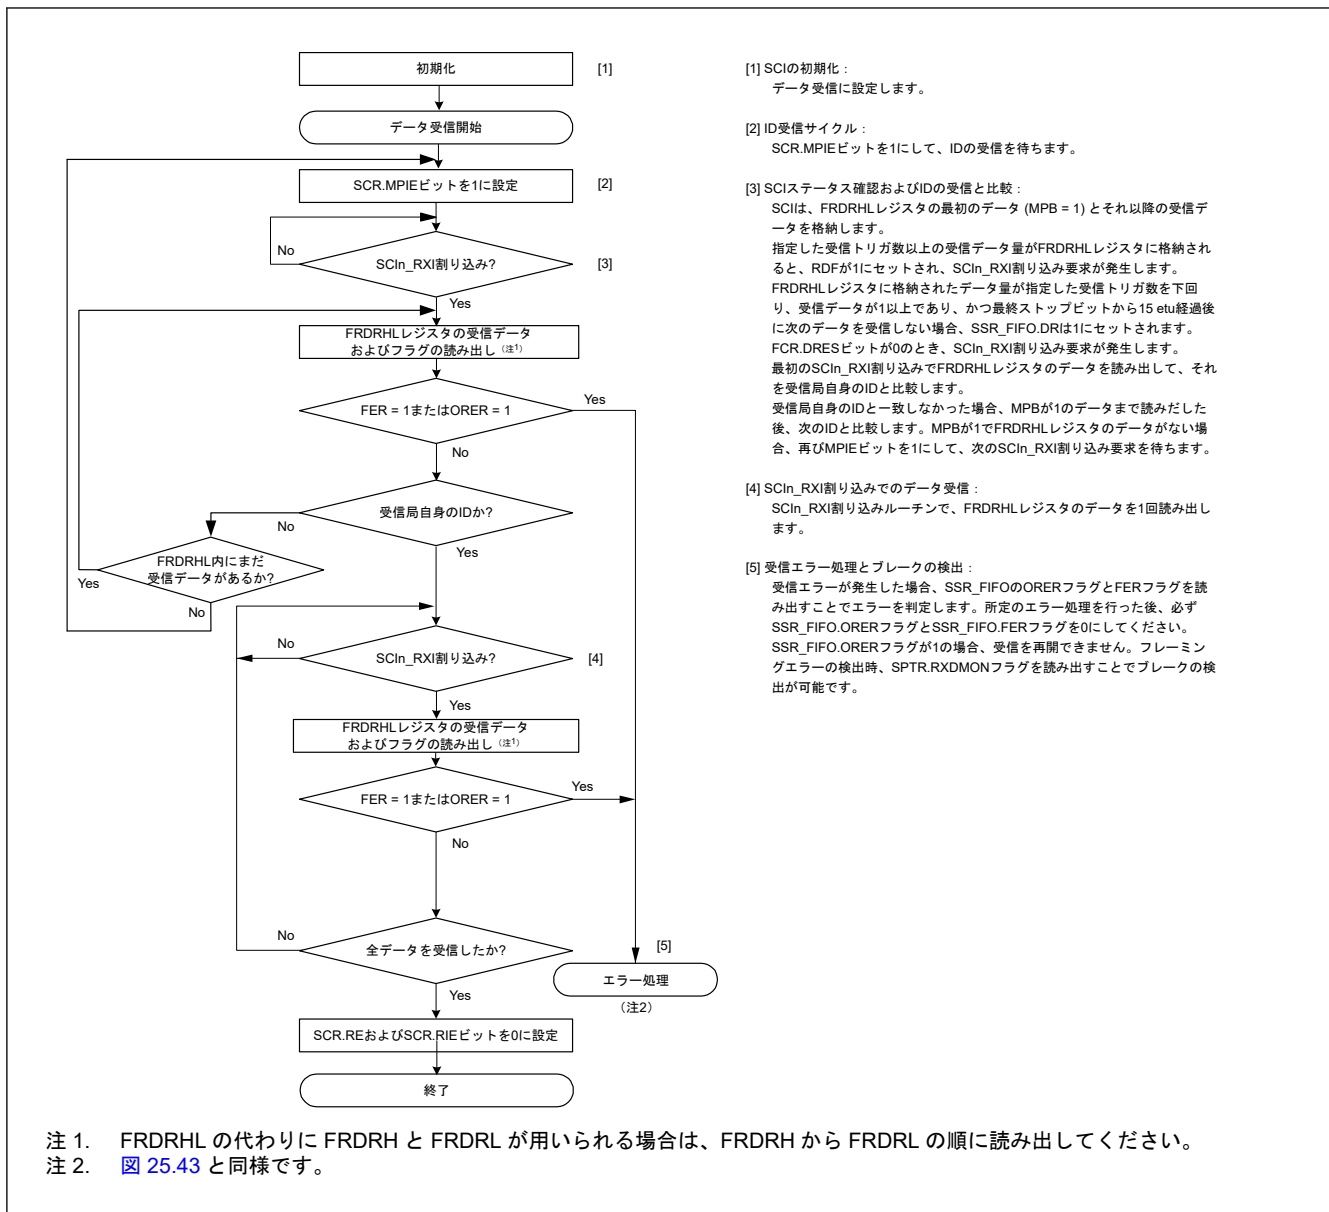 初期化
[1]
データ受信開始
SCR.MPIEビットを1に設定
[2]
No
SCIn_RXI割り込み?
[3]
Yes
FRDRHLレジスタの受信データ
およびフラグの読み出し（注1）
FER = 1またはORER = 1
Yes
No
受信局自身のIDか?
No
Yes
FRDRHL内にまだ
受信データがあるか?
Yes
No
No
SCIn_RXI割り込み?
[4]
Yes
FRDRHLレジスタの受信データ
およびフラグの読み出し（注1）
FER = 1またはORER = 1
Yes
No
No
全データを受信したか?
[5]
エラー処理
（注2）
Yes
SCR.REおよびSCR.RIEビットを0に設定
終了
[1] SCIの初期化：
データ受信に設定します。
[2] ID受信サイクル：
SCR.MPIEビットを1にして、IDの受信を待ちます。
[3] SCIステータス確認およびIDの受信と比較：
SCIは、FRDRHLレジスタの最初のデータ (MPB = 1) とそれ以降の受信デ
ータを格納します。
指定した受信トリガ数以上の受信データ量がFRDRHLレジスタに格納され
ると、RDFが1にセットされ、SCIn_RXI割り込み要求が発生します。
FRDRHLレジスタに格納されたデータ量が指定した受信トリガ数を下回
り、受信データが1以上であり、かつ最終ストップビットから15 etu経過後
に次のデータを受信しない場合、SSR_FIFO.DRは1にセットされます。
FCR.DRESビットが0のとき、SCIn_RXI割り込み要求が発生します。
最初のSCIn_RXI割り込みでFRDRHLレジスタのデータを読み出して、それ
を受信局自身のIDと比較します。
受信局自身のIDと一致しなかった場合、MPBが1のデータまで読みだした
後、次のIDと比較します。MPBが1でFRDRHLレジスタのデータがない場
合、再びMPIEビットを1にして、次のSCIn_RXI割り込み要求を待ちます。
[4] SCIn_RXI割り込みでのデータ受信：
SCIn_RXI割り込みルーチンで、FRDRHLレジスタのデータを1回読み出し
ます。
[5] 受信エラー処理とブレークの検出：
受信エラーが発生した場合、SSR_FIFOのORERフラグとFERフラグを読
み出すことでエラーを判定します。所定のエラー処理を行った後、必ず
SSR_FIFO.ORERフラグとSSR_FIFO.FERフラグを0にしてください。
SSR_FIFO.ORERフラグが1の場合、受信を再開できません。フレーミン
グエラーの検出時、SPTR.RXDMONフラグを読み出すことでブレークの検
出が可能です。
注 1. FRDRHL の代わりに FRDRH と FRDRL が用いられる場合は、FRDRH から FRDRL の順に読み出してください。
注 2. 図 25.43 と同様です。